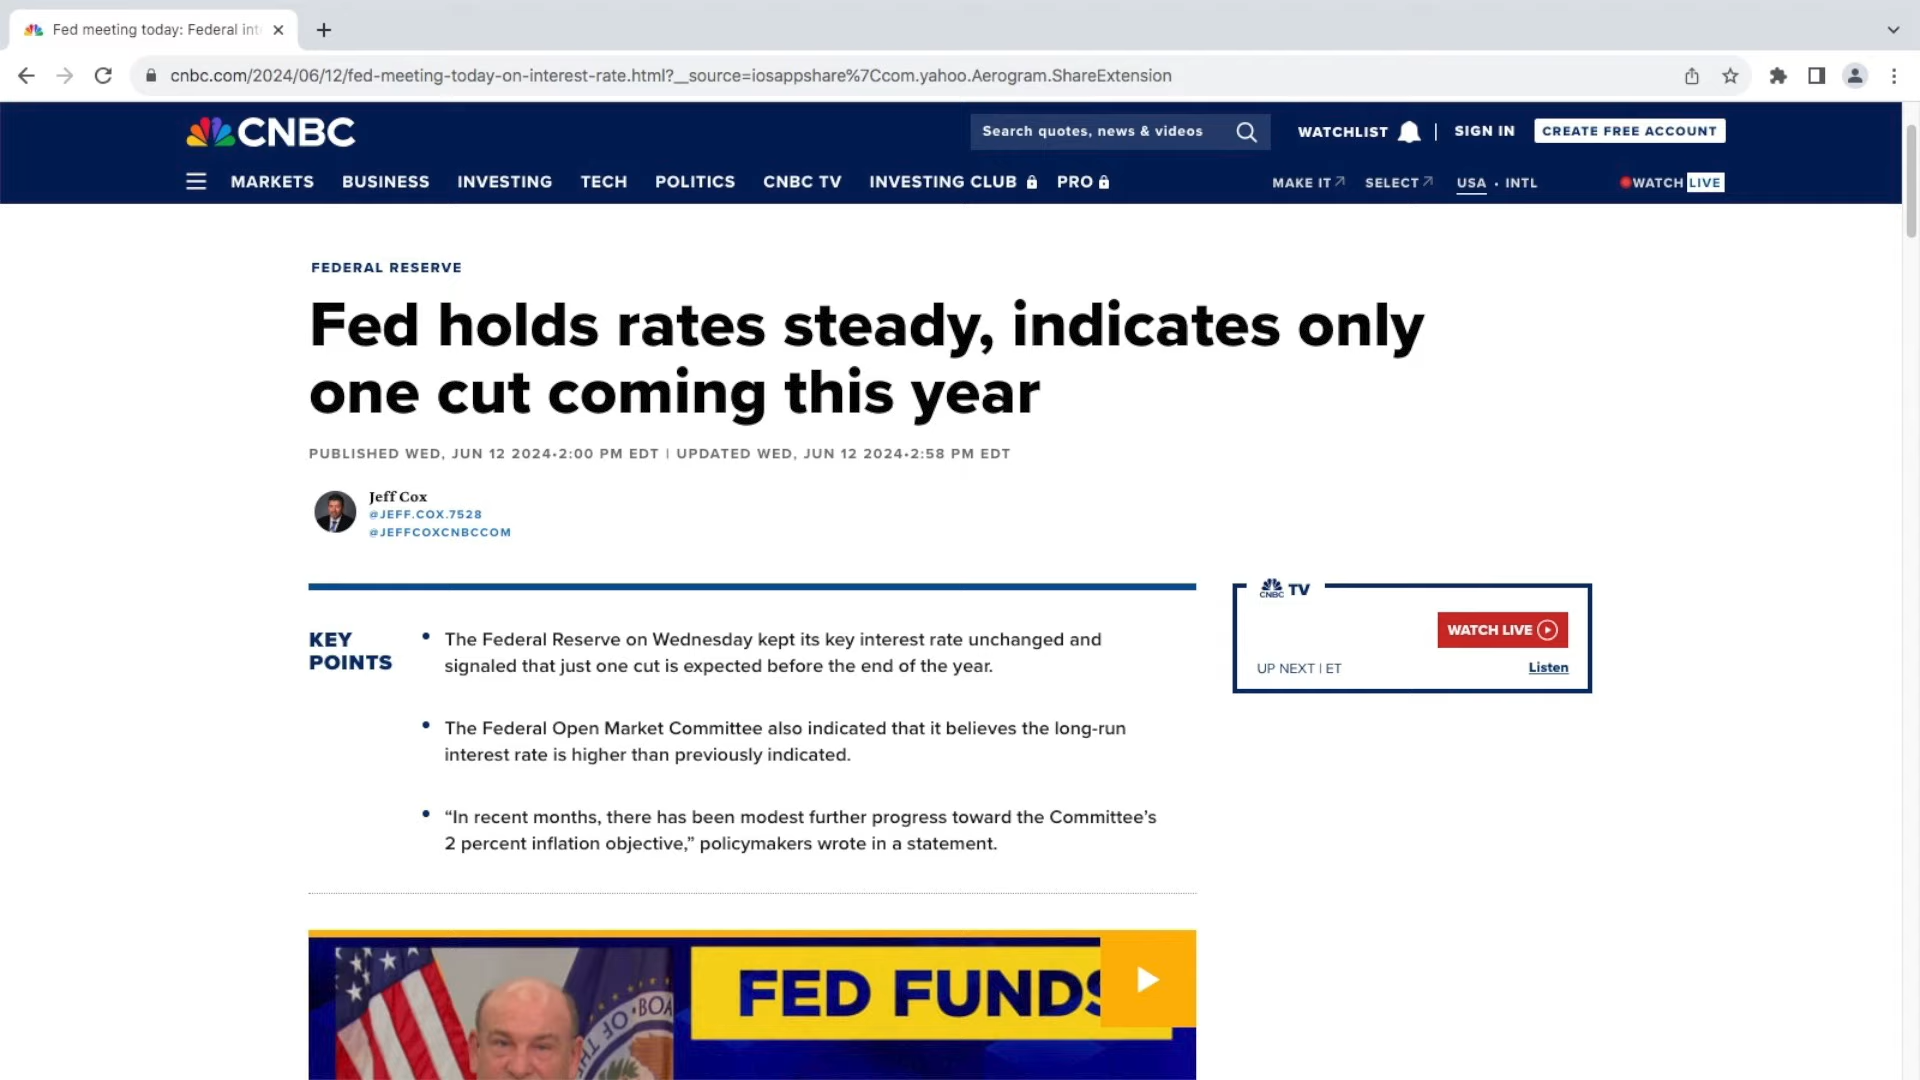 Fed meeting today: Federal int
cnbc.com/2024/06/12/fed-meeting-today-on-interest-rate.html?__source=iosappshare%7Ccom.yahoo.Aerogram.ShareExtension
CNBC
Search quotes, news & videos
WATCHLIST
SIGN IN
CREATE FREE ACCOUNT
MARKETS BUSINESS INVESTING TECH POLITICS CNBC TV INVESTING CLUB PRO
MAKE IT SELECT USA • INTL
WATCH LIVE
FEDERAL RESERVE
Fed holds rates steady, indicates only
one cut coming this year
PUBLISHED WED, JUN 12 2024•2:00 PM EDT | UPDATED WED, JUN 12 2024•2:58 PM EDT
Jeff Cox
@JEFF.COX.7528
@JEFFCOXCNBCCOM
KEY
POINTS
• The Federal Reserve on Wednesday kept its key interest rate unchanged and
signaled that just one cut is expected before the end of the year.
• The Federal Open Market Committee also indicated that it believes the long-run
interest rate is higher than previously indicated.
• “In recent months, there has been modest further progress toward the Committee’s
2 percent inflation objective,” policymakers wrote in a statement.
CNBC TV
WATCH LIVE
UP NEXT | ET
Listen
FED FUNDS